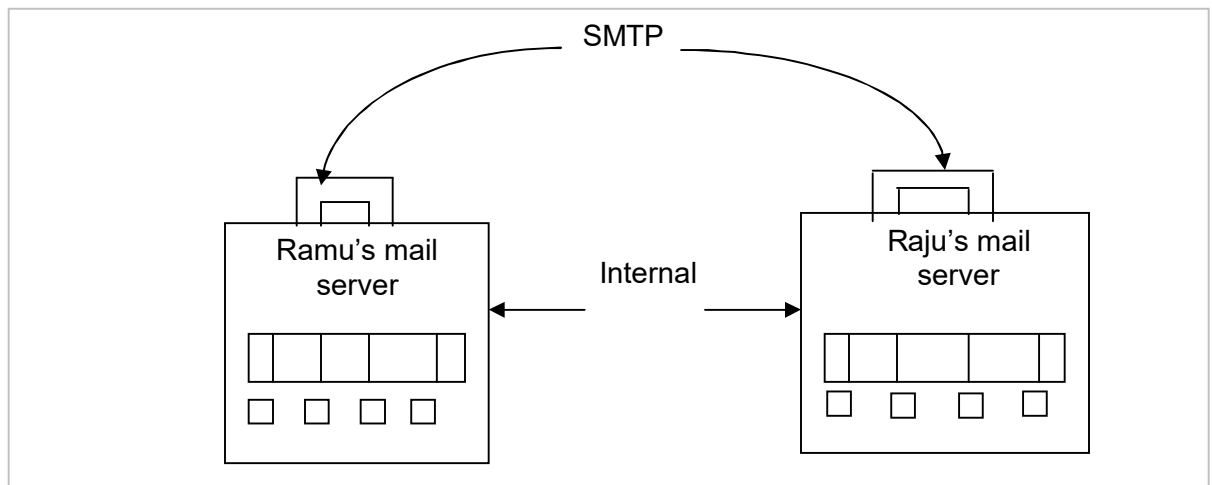 SMTP
Ramu's mail
server
Raju's mail
server
Internal